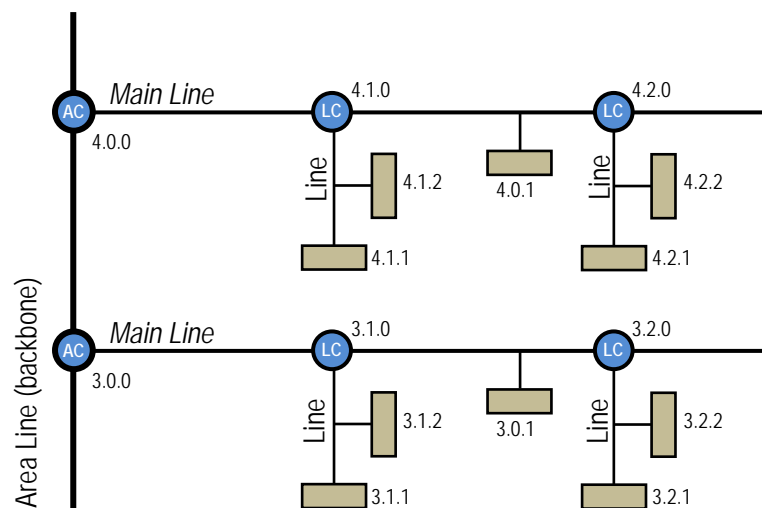 AC
Main Line
4.0.0
LC
4.1.0
LC
4.2.0
Line
4.1.2
4.1.1
4.0.1
Line
4.2.2
4.2.1
Area Line (backbone)
AC
Main Line
3.0.0
LC
3.1.0
LC
3.2.0
Line
3.1.2
3.1.1
3.0.1
Line
3.2.2
3.2.1